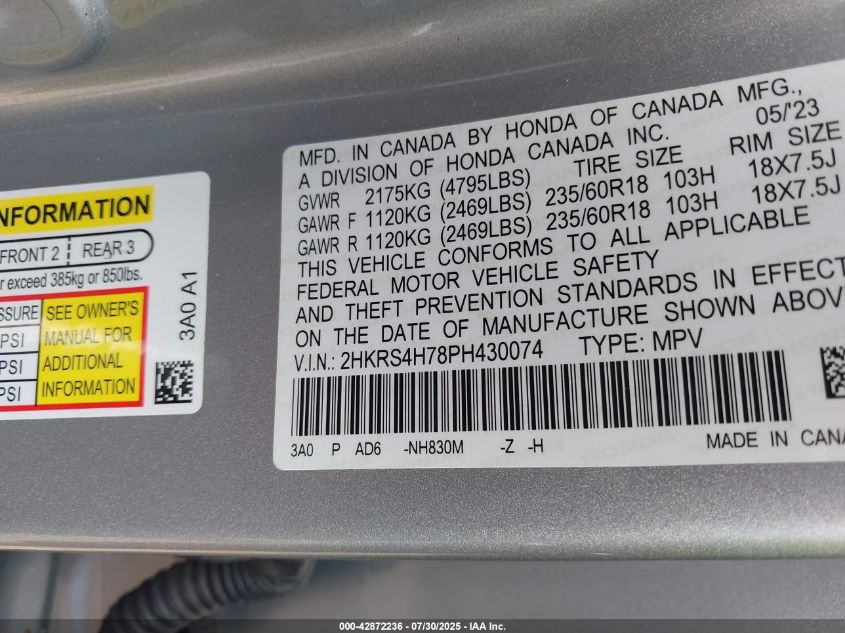 INFORMATION
FRONT 2 REAR 3
exceed 385kg or 850lbs.
SEE OWNER'S
PSI MANUAL FOR
PSI ADDITIONAL
PSI INFORMATION
3A0 A1
MFD. IN CANADA BY HONDA OF CANADA MFG.,
A DIVISION OF HONDA CANADA INC. 05/'23
GVWR 2175KG (4795LBS) TIRE SIZE RIM SIZE
GAWR F 1120KG (2469LBS) 235/60R18 103H 18X7.5J
GAWR R 1120KG (2469LBS) 235/60R18 103H 18X7.5J
THIS VEHICLE CONFORMS TO ALL APPLICABLE
FEDERAL MOTOR VEHICLE SAFETY
AND THEFT PREVENTION STANDARDS IN EFFECT
ON THE DATE OF MANUFACTURE SHOWN ABOV
V.I.N.: 2HKRS4H78PH430074 TYPE: MPV
3A0 P AD6 -NH830M -Z -H MADE IN CANA
000-42872236 - 07/30/2025 - IAA Inc.